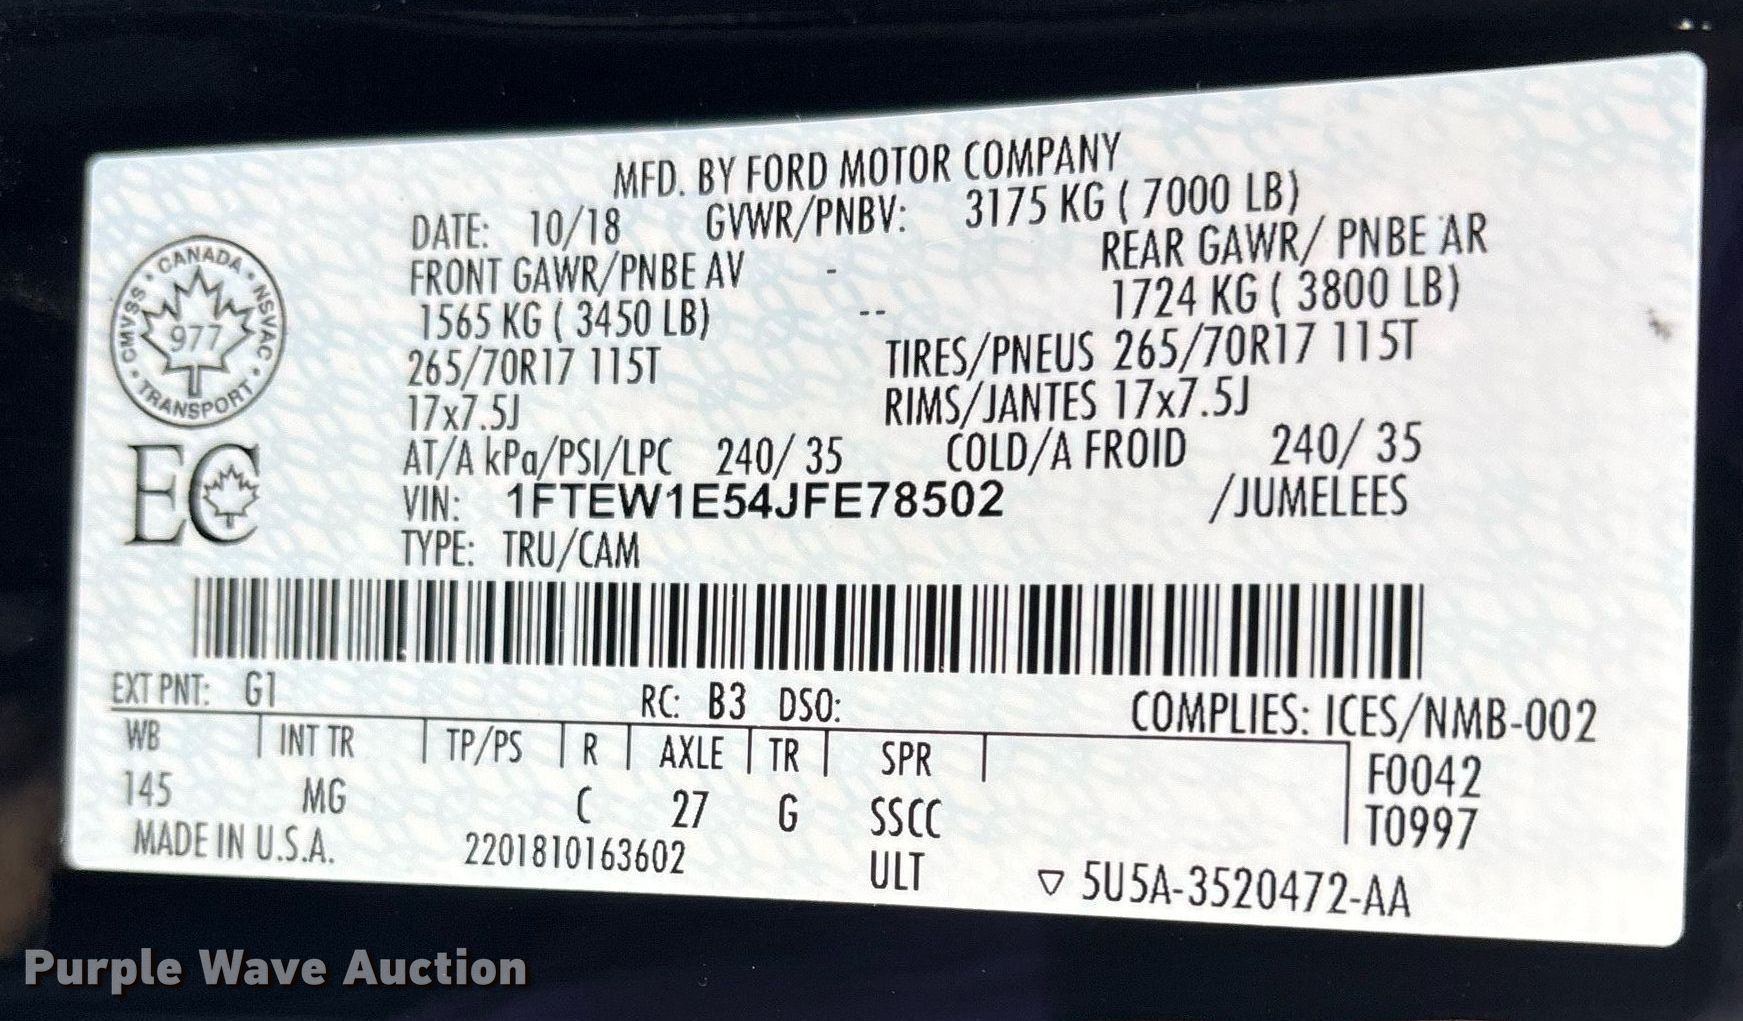 MFD. BY FORD MOTOR COMPANY
DATE: 10/18 GVWR/PNBV: 3175 KG ( 7000 LB)
FRONT GAWR/PNBE AV - REAR GAWR/ PNBE AR
1565 KG ( 3450 LB) -- 1724 KG ( 3800 LB)
265/70R17 115T TIRES/PNEUS 265/70R17 115T
17x7.5J RIMS/JANTES 17x7.5J
AT/A kPa/PSI/LPC 240/ 35 COLD/A FROID 240/ 35
VIN: 1FTEW1E54JFE78502 /JUMELEES
TYPE: TRU/CAM
CANADA
CMVSS 977 NSVAC
TRANSPORT
EC
EXT PNT: G1 RC: B3 DSO: COMPLIES: ICES/NMB-002
WB | INT TR | TP/PS | R | AXLE | TR | SPR | F0042
145 MG C 27 G SSCC T0997
MADE IN U.S.A. 2201810163602 ULT ▽ 5U5A-3520472-AA
Purple Wave Auction